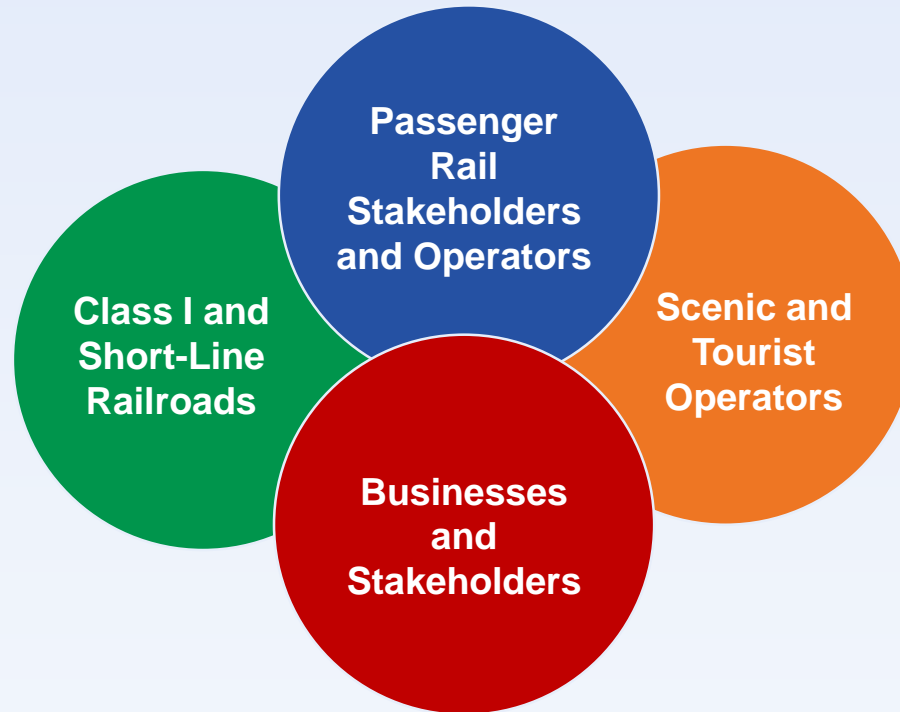 Passenger
Rail
Stakeholders
and Operators
Class I and
Short-Line
Railroads
Scenic and
Tourist
Operators
Businesses
and
Stakeholders